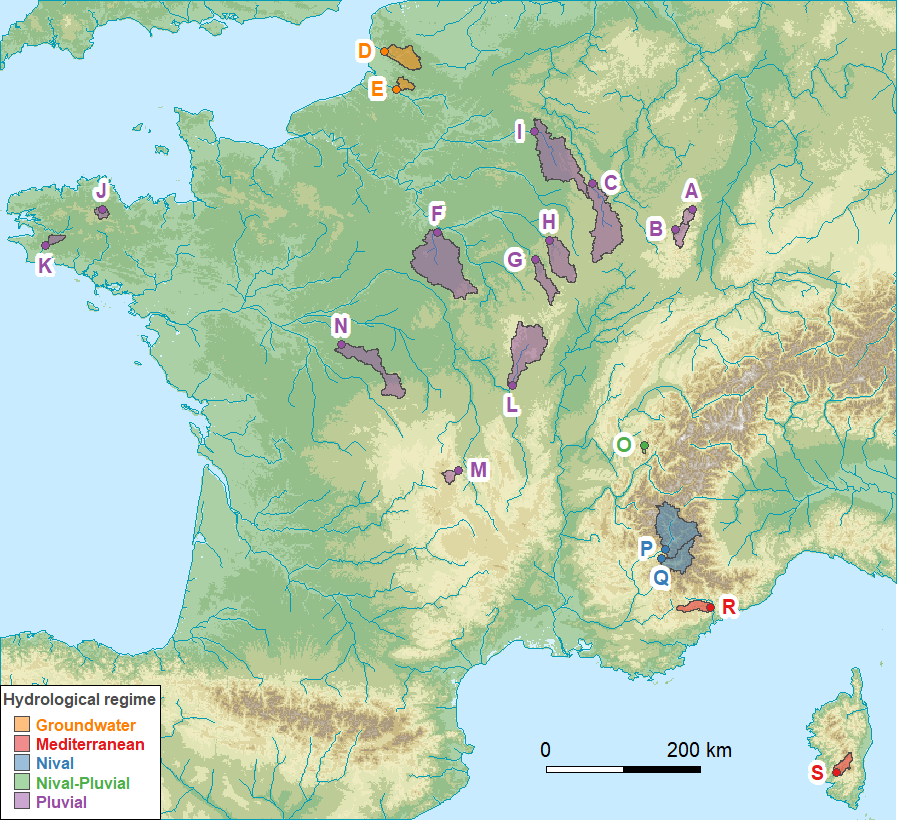 D
E
I
C
A
J
B
F
H
K
G
N
L
O
M
P
Q
R
Hydrological regime
Groundwater
Mediterranean
Nival
Nival-Pluvial
Pluvial
0 200 km
S